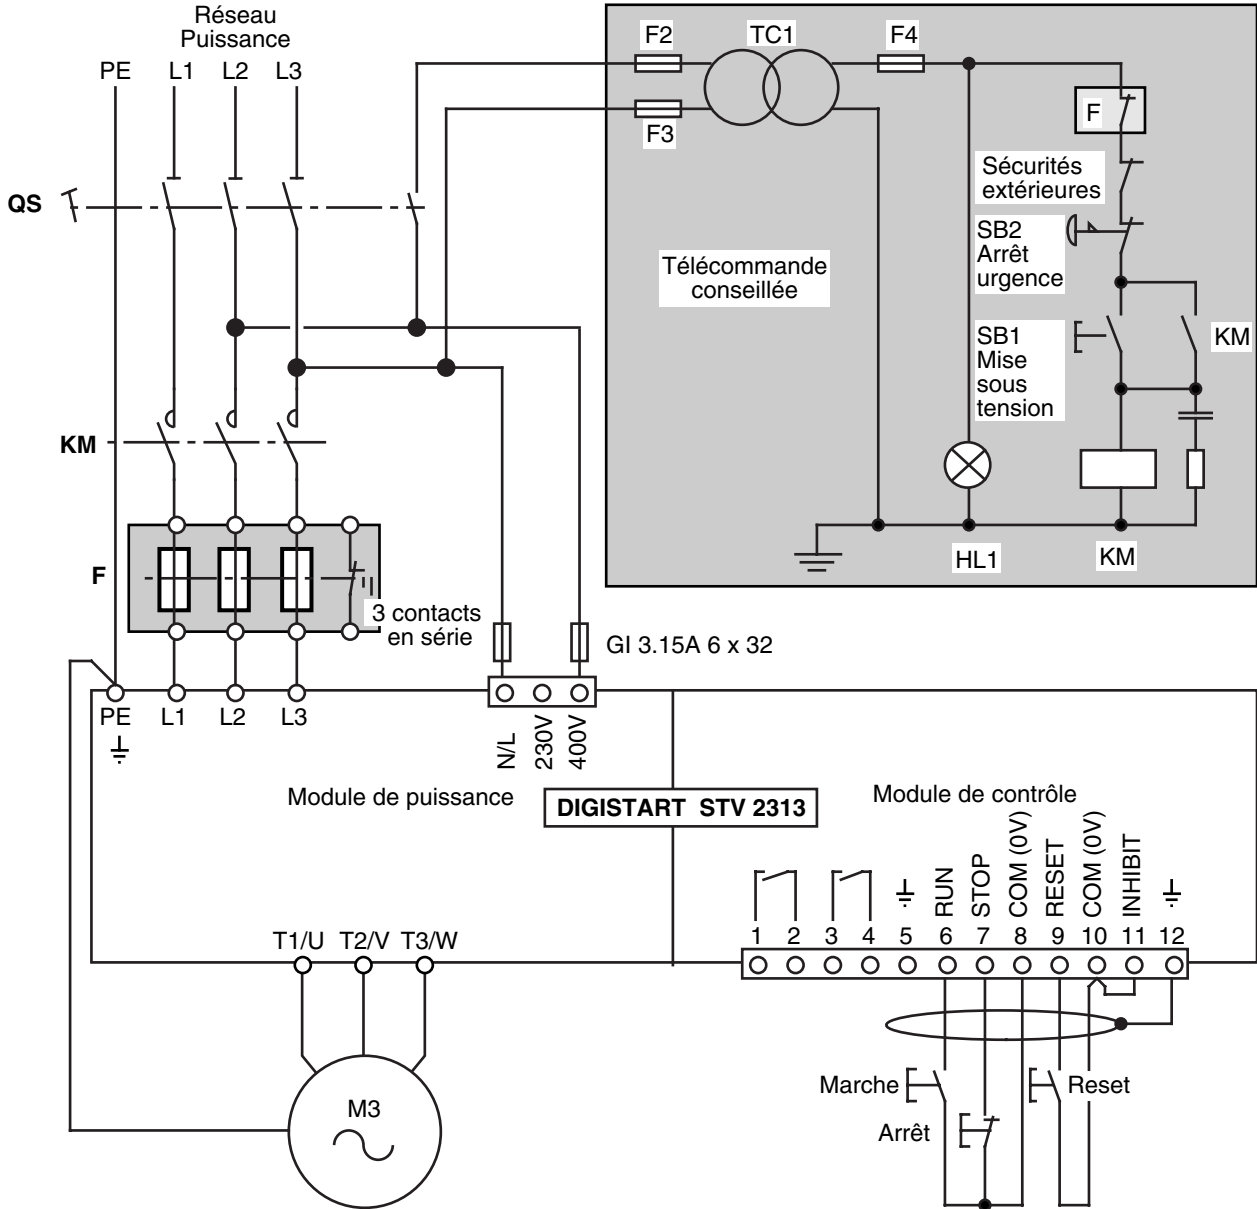 Réseau
Puissance
PE L1 L2 L3
F2 TC1 F4
F3
F
Sécurités
extérieures
QS
SB2
Arrêt
urgence
Télécommande
conseillée
SB1
Mise
sous
tension
KM
KM
HL1 KM
F
3 contacts
en série
GI 3.15A 6 x 32
PE L1 L2 L3
N/L
230V
400V
Module de puissance
DIGISTART STV 2313
Module de contrôle
RUN
STOP
COM (0V)
RESET
COM (0V)
INHIBIT
T1/U T2/V T3/W
1 2 3 4 5 6 7 8 9 10 11 12
Marche
Reset
M3
Arrêt